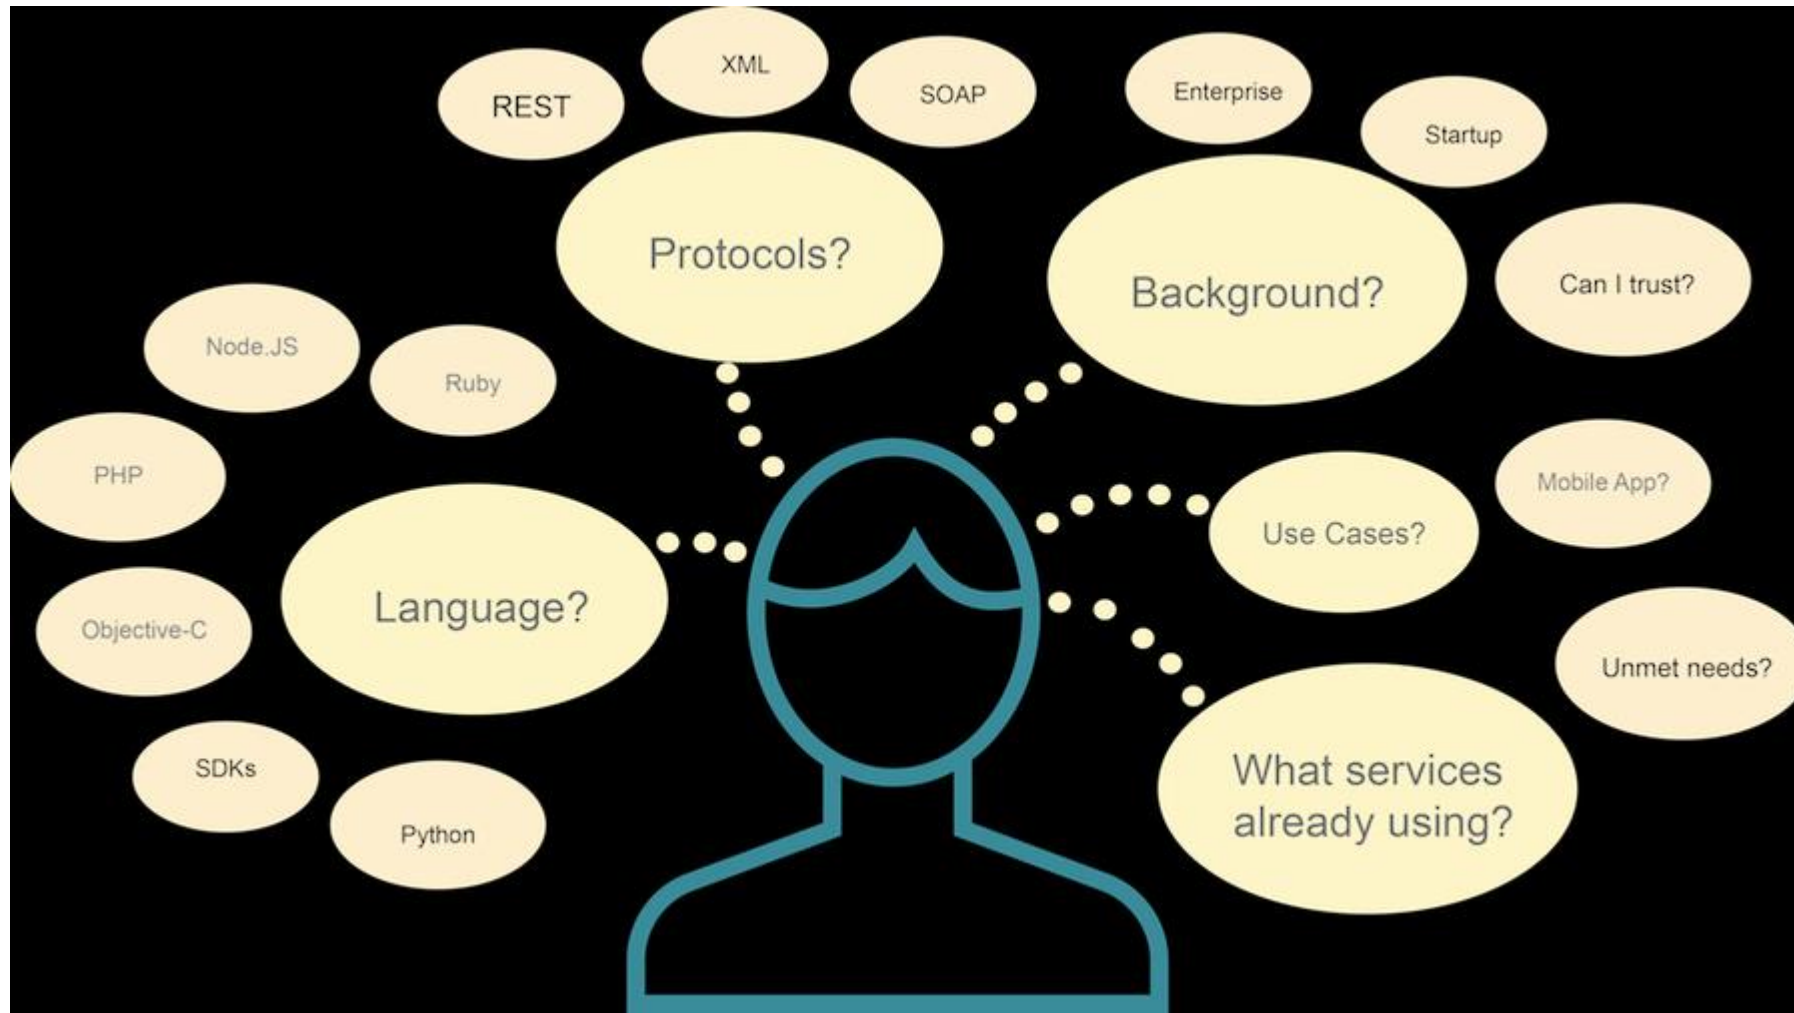 XML
REST
SOAP
Protocols?
Enterprise
Startup
Background?
Can I trust?
Node.JS
Ruby
PHP
Language?
Objective-C
SDKs
Python
Use Cases?
Mobile App?
Unmet needs?
What services
already using?